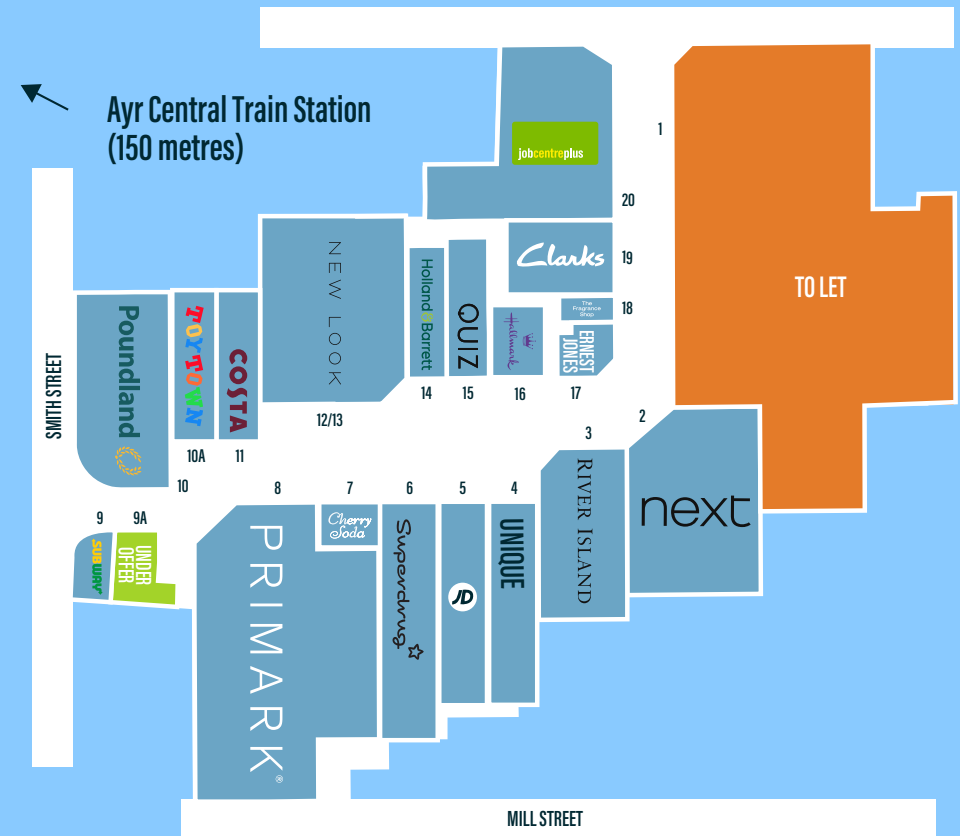 Ayr Central Train Station
(150 metres)
jobcentreplus
1
20
TO LET
Clarks
19
The
Fragrance
Shop
18
ERNEST
JONES
17
NEW LOOK
12/13
Holland & Barrett
14
QUIZ
15
Hallmark
16
SMITH STREET
Poundland
10
TOYTOWN
10A
COSTA
11
2
next
3
RIVER ISLAND
4
UNIQUE
5
JD
6
Superdrug
7
Cherry
Soda
8
PRIMARK®
9
SUBWAY
9A
UNDER
OFFER
MILL STREET